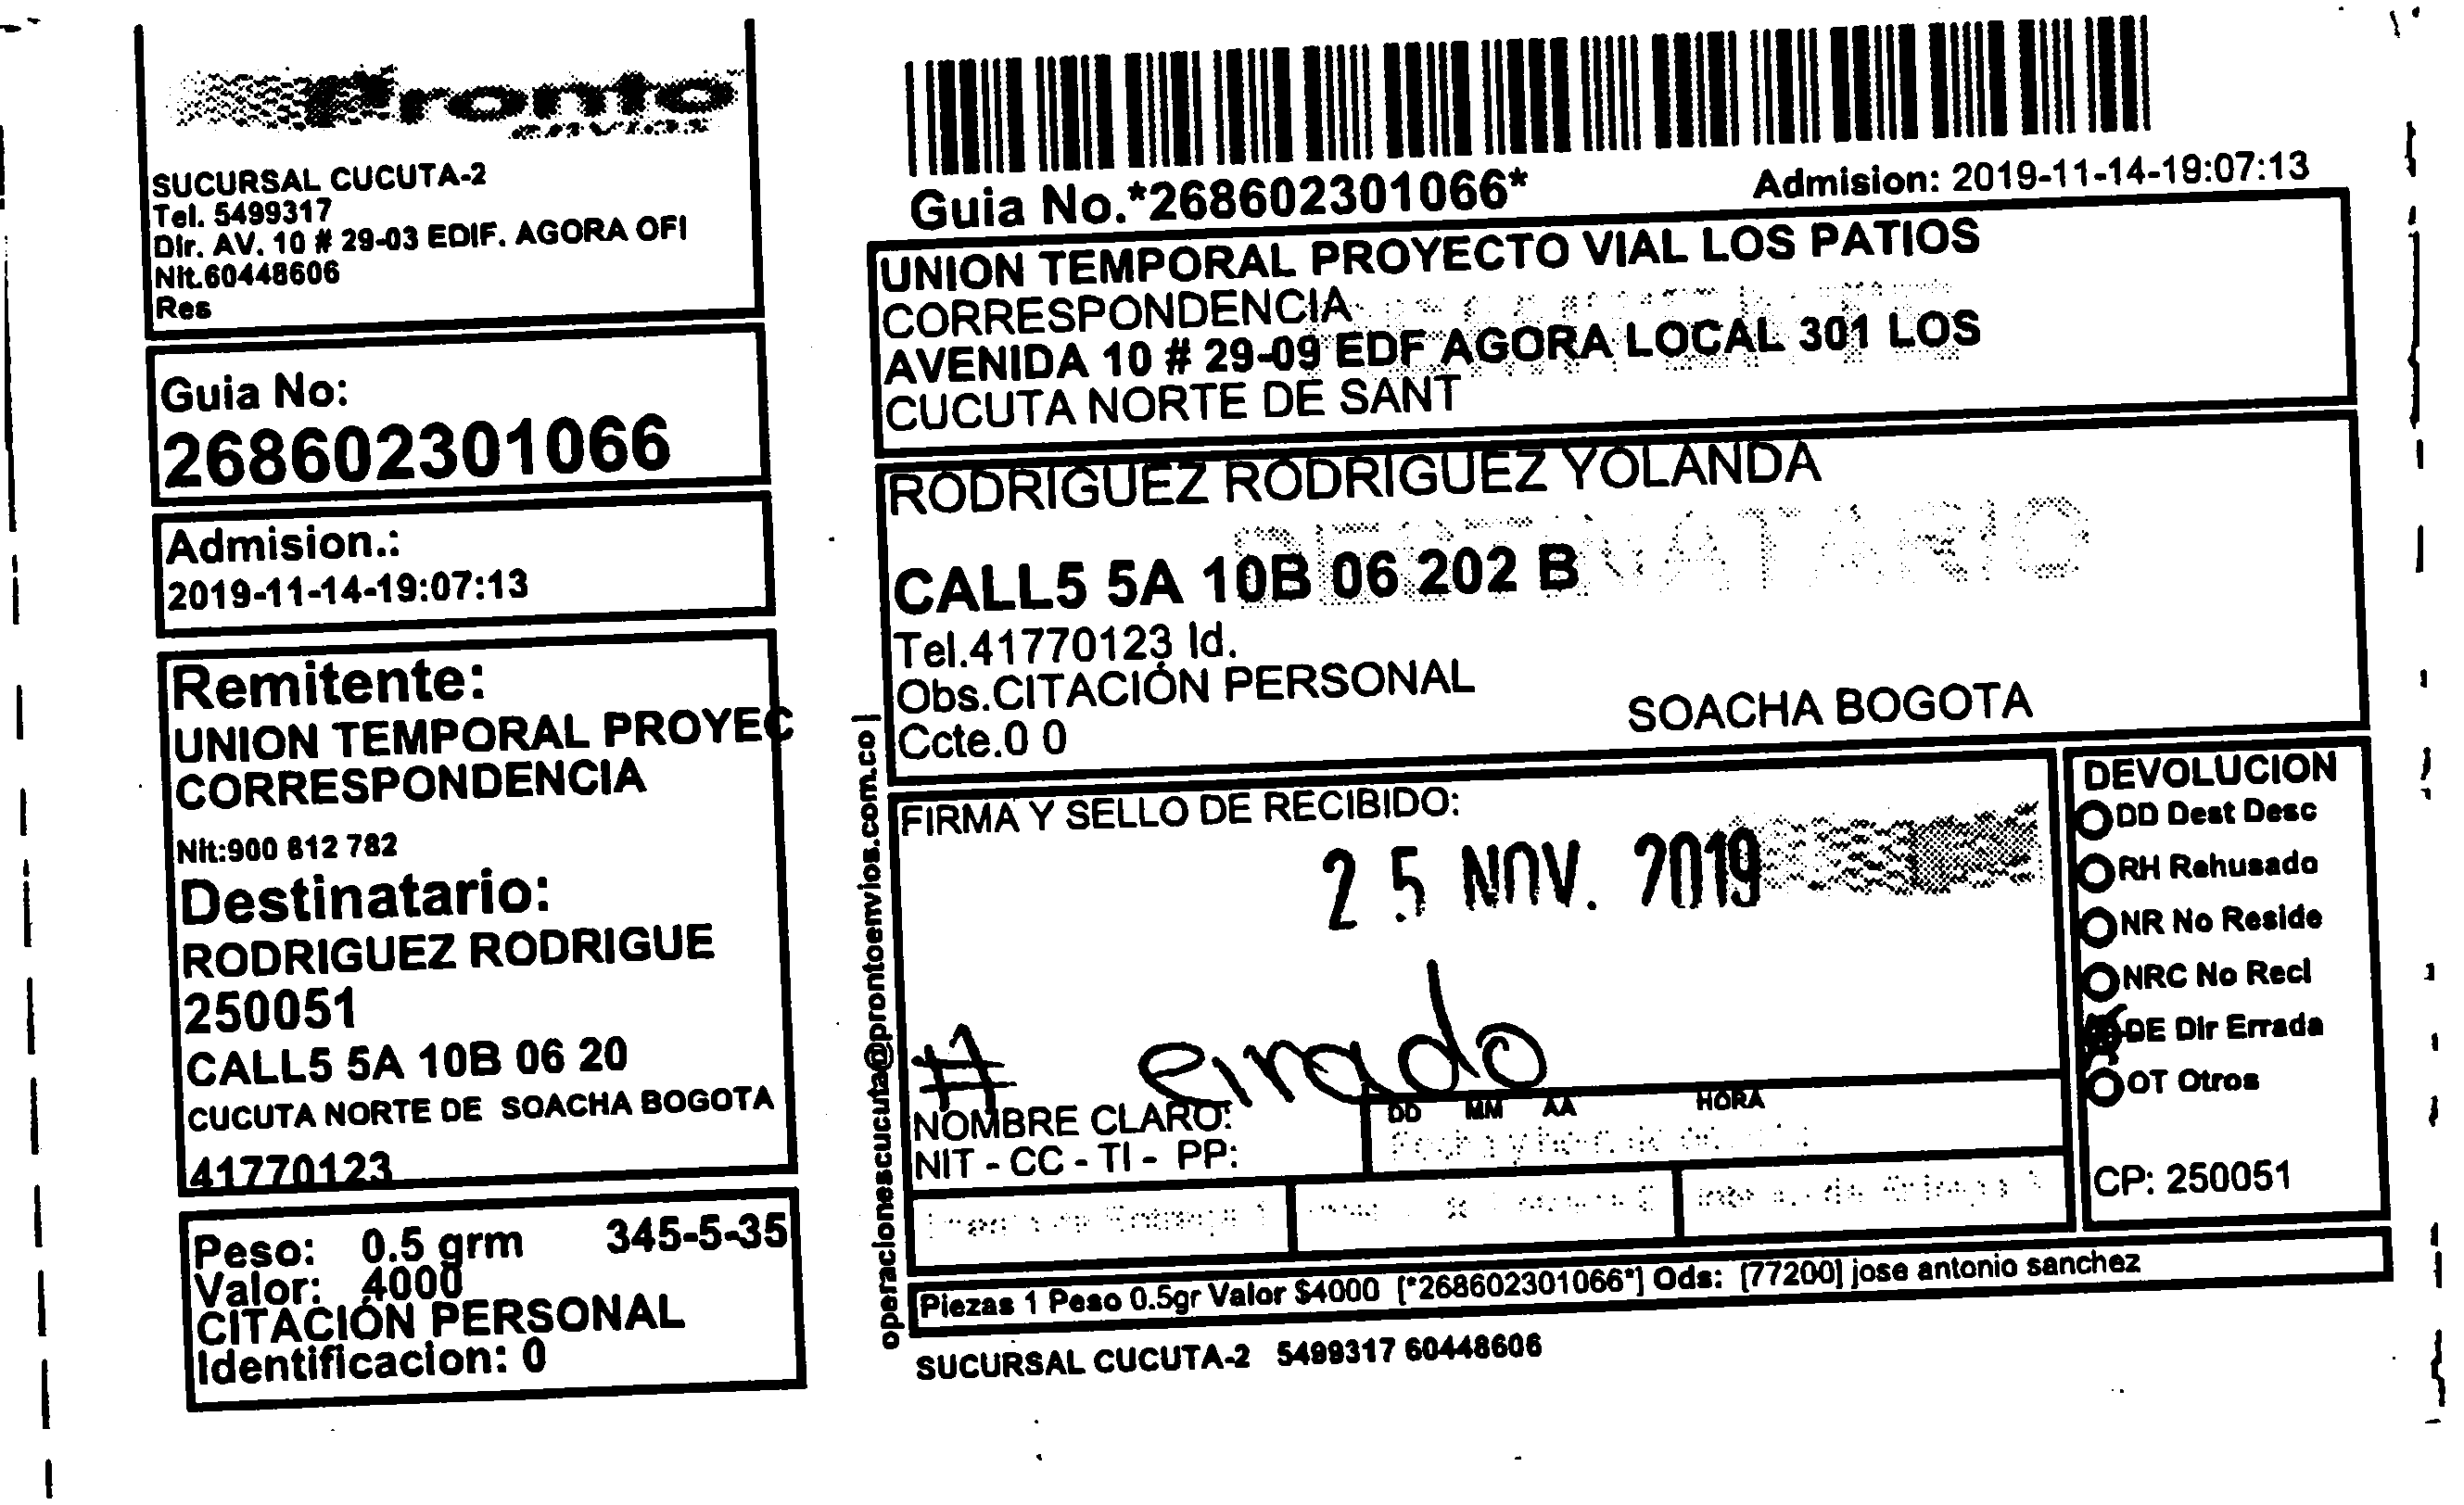 Pronto
envios
SUCURSAL CUCUTA-2
Tel. 5499317
Dir. AV. 10 # 29-03 EDIF. AGORA OFI
Nit.60448606
Res
Guia No:
268602301066
Admision.:
2019-11-14-19:07:13
Remitente:
UNION TEMPORAL PROYEC
CORRESPONDENCIA
Nit:900 812 782
Destinatario:
RODRIGUEZ RODRIGUE
250051
CALL5 5A 10B 06 20
CUCUTA NORTE DE SOACHA BOGOTA
41770123
Peso: 0.5 grm 345-5-35
Valor: 4000
CITACIÓN PERSONAL
Identificacion: 0
Guia No.*268602301066*
Admision: 2019-11-14-19:07:13
UNION TEMPORAL PROYECTO VIAL LOS PATIOS
CORRESPONDENCIA
AVENIDA 10 # 29-09 EDF AGORA LOCAL 301 LOS
CUCUTA NORTE DE SANT
RODRIGUEZ RODRIGUEZ YOLANDA
DESTINATARIO
CALL5 5A 10B 06 202 B
Tel.41770123 Id.
Obs.CITACIÓN PERSONAL
SOACHA BOGOTA
Ccte.0 0
operacionescucuta@prontoenvios.com.co |
FIRMA Y SELLO DE RECIBIDO:
25 NOV. 2019
# errado
NOMBRE CLARO:
NIT - CC - TI - PP:
DD MM AA HORA
DEVOLUCION
DD Dest Desc
RH Rehusado
NR No Reside
NRC No Recl
DE Dir Errada
OT Otros
CP: 250051
Piezas 1 Peso 0.5gr Valor $4000 [*268602301066*] Ods: [77200] jose antonio sanchez
SUCURSAL CUCUTA-2 5499317 60448606